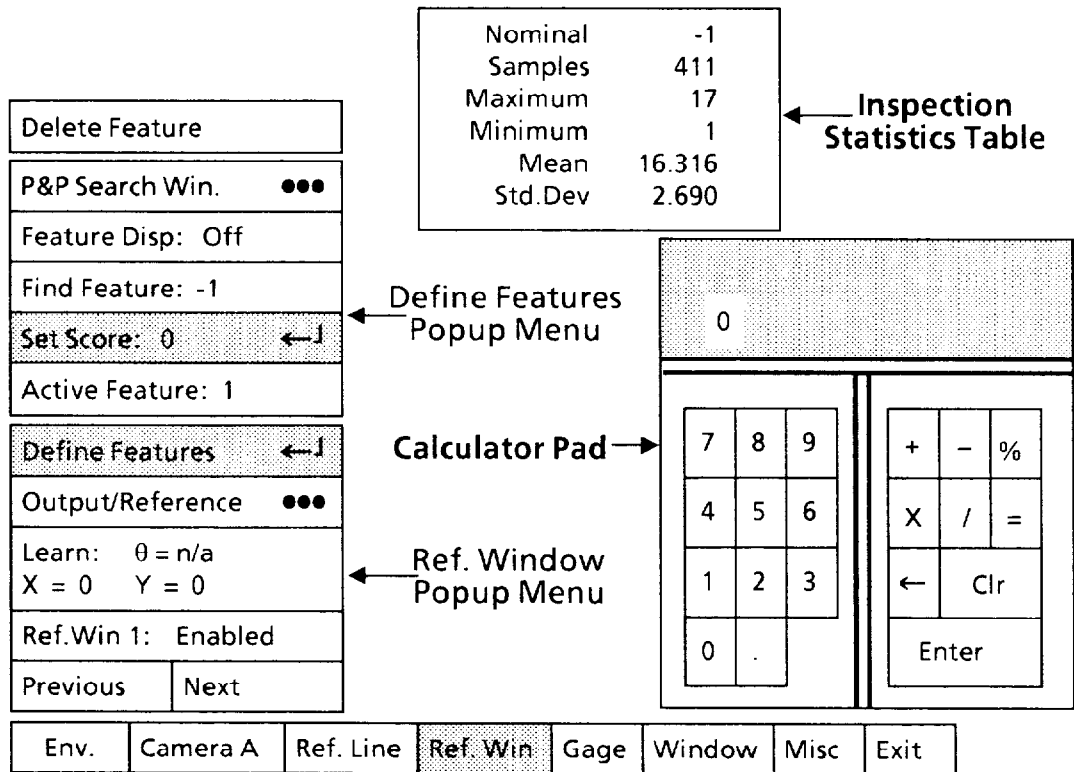 Nominal -1
Samples 411
Maximum 17
Minimum 1
Mean 16.316
Std.Dev 2.690
Inspection
Statistics Table
Delete Feature
P&P Search Win. ●●●
Feature Disp: Off
Find Feature: -1
Set Score: 0 ←┘
Active Feature: 1
Define Features
Popup Menu
0
Define Features ←┘
Output/Reference ●●●
Learn: θ = n/a
X = 0 Y = 0
Ref.Win 1: Enabled
Previous Next
Calculator Pad
Ref. Window
Popup Menu
7 8 9
4 5 6
1 2 3
0 .
+ − %
X / =
← Clr
Enter
Env. Camera A Ref. Line Ref. Win Gage Window Misc Exit